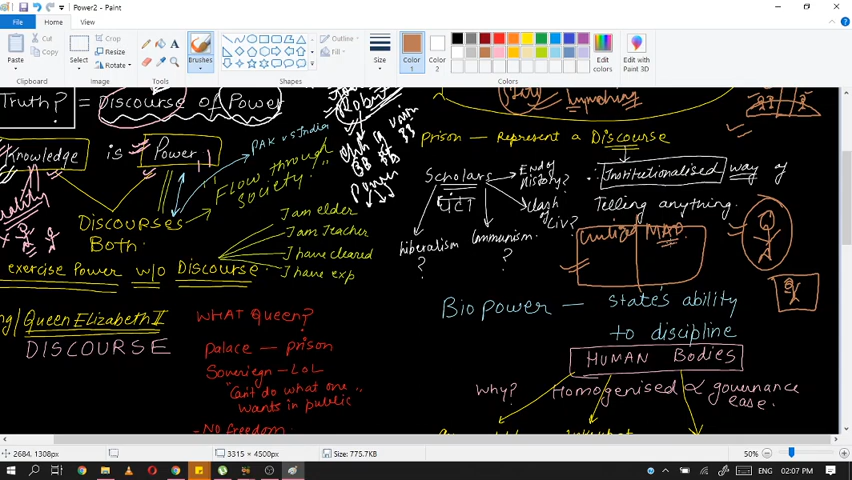 Power2 - Paint
File
Home
View
Paste
Cut
Copy
Clipboard
Select
Crop
Resize
Rotate
Image
Tools
Brushes
Shapes
Outline
Fill
Size
Color 1
Color 2
Edit colors
Edit with Paint 3D
Colors
Truth? = Discourse of Power
Knowledge is Power
PAK vs India
FLOW through society."
DISCOURSES
Both.
exercise Power w/o Discourse
I am elder
I am Teacher
I have cleared
I have exp
Queen Elizabeth II
DISCOURSE
WHAT Queen?
Palace — prison
Sovereign - LOL
"Can't do what one wants in public"
- No freedom
Lynching
Prison — Represent a Discourse
Scholars
End of History?
Clash of Civ?
Liberalism
?
Communism
?
∴ Institutionalised way of
Telling anything.
MAP
Bio power — state's ability
to discipline
HUMAN Bodies
Why? Homogenised ∝ governance
ease.
2684, 1308px
3315 × 4500px
Size: 775.7KB
50%
ENG
02:07 PM